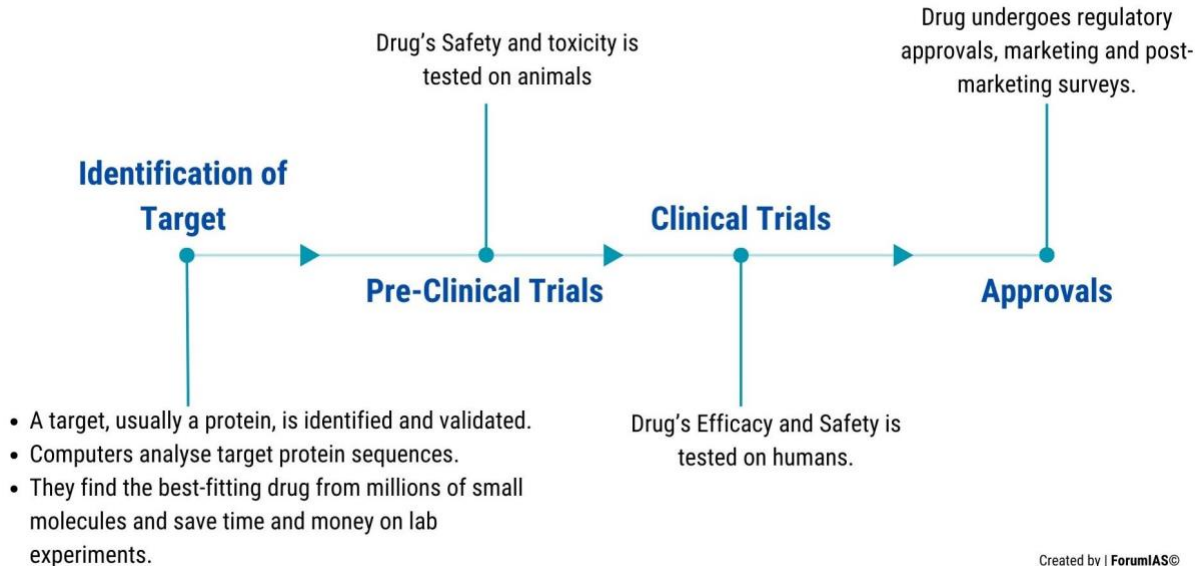 Identification of
Target
• A target, usually a protein, is identified and validated.
• Computers analyse target protein sequences.
• They find the best-fitting drug from millions of small
molecules and save time and money on lab
experiments.
Drug's Safety and toxicity is
tested on animals
Pre-Clinical Trials
Clinical Trials
Drug's Efficacy and Safety is
tested on humans.
Drug undergoes regulatory
approvals, marketing and post-
marketing surveys.
Approvals
Created by | ForumIAS©